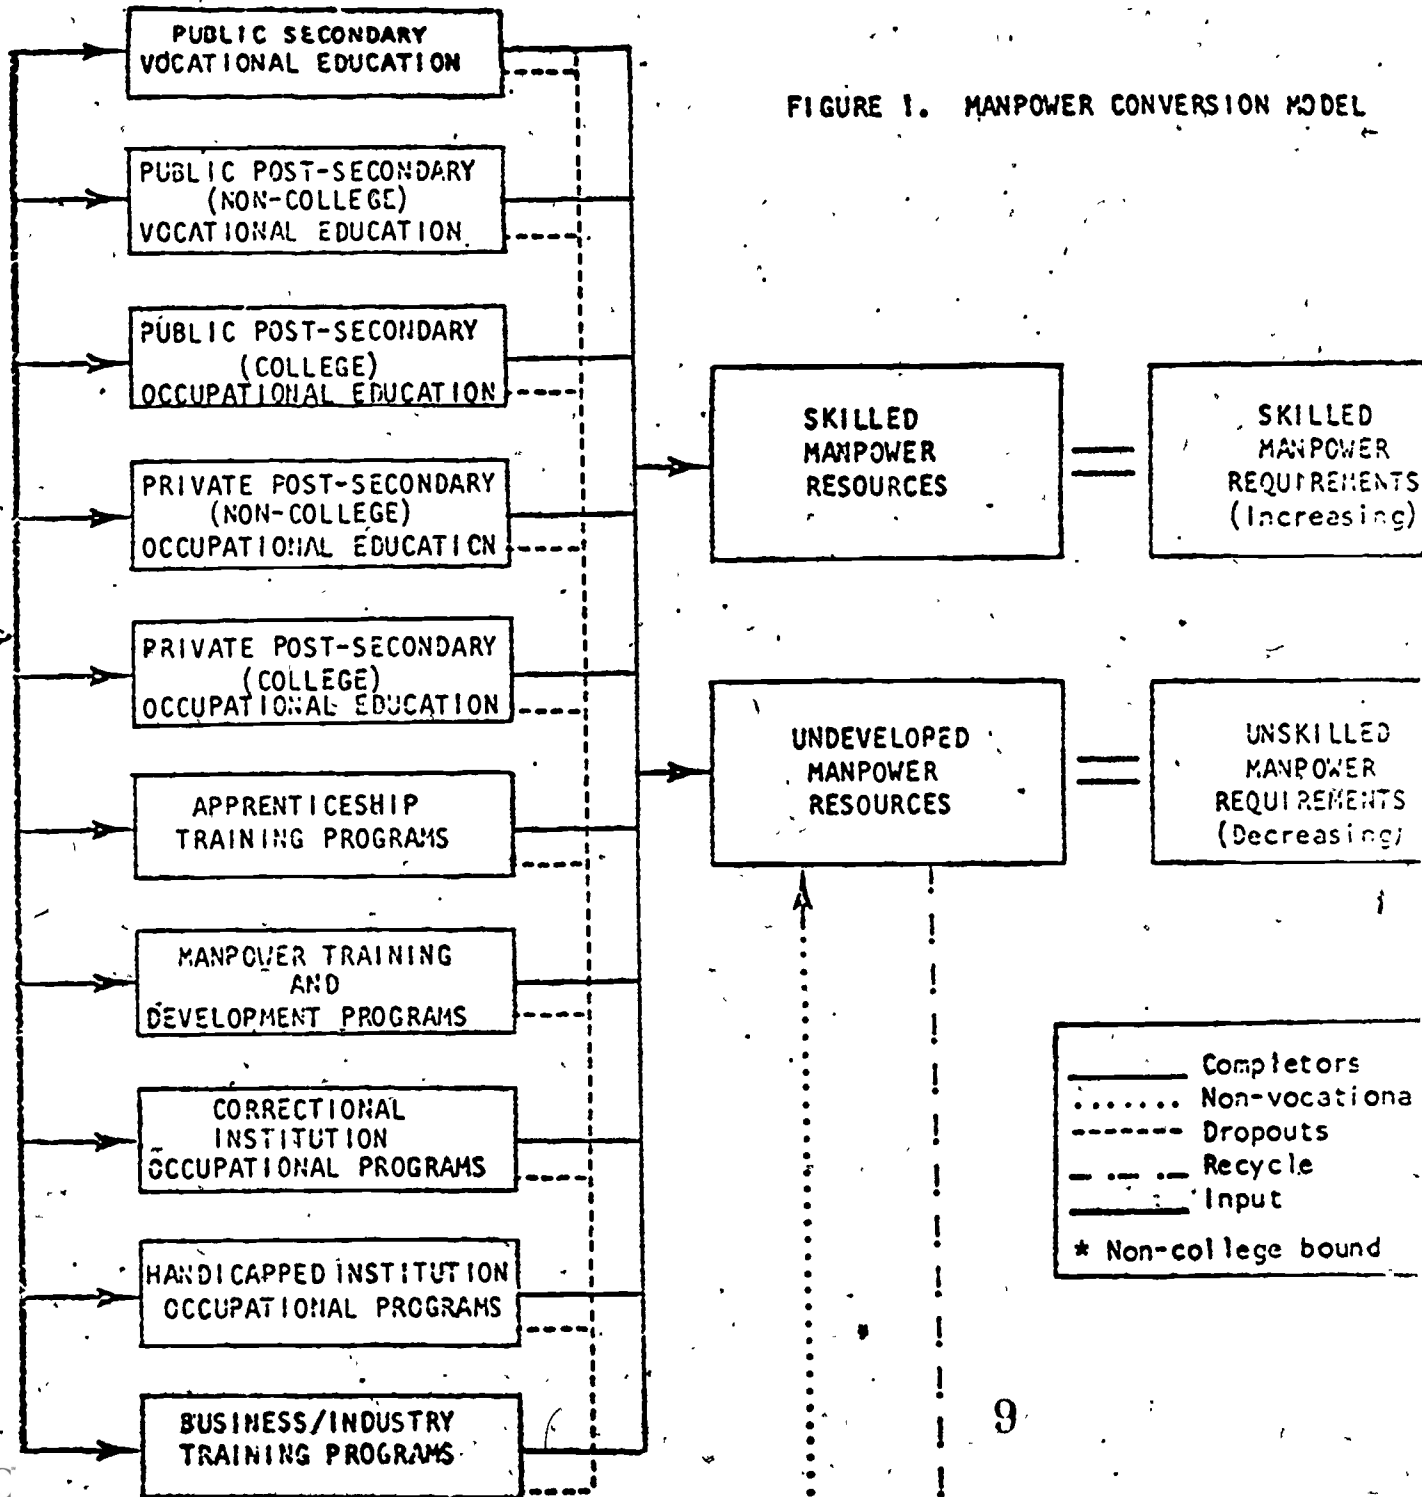 PUBLIC SECONDARY
VOCATIONAL EDUCATION
FIGURE 1. MANPOWER CONVERSION MODEL
PUBLIC POST-SECONDARY
(NON-COLLEGE)
VOCATIONAL EDUCATION
PUBLIC POST-SECONDARY
(COLLEGE)
OCCUPATIONAL EDUCATION
PRIVATE POST-SECONDARY
(NON-COLLEGE)
OCCUPATIONAL EDUCATION
PRIVATE POST-SECONDARY
(COLLEGE)
OCCUPATIONAL EDUCATION
APPRENTICESHIP
TRAINING PROGRAMS
MANPOWER TRAINING
AND
DEVELOPMENT PROGRAMS
CORRECTIONAL
INSTITUTION
OCCUPATIONAL PROGRAMS
HANDICAPPED INSTITUTION
OCCUPATIONAL PROGRAMS
BUSINESS/INDUSTRY
TRAINING PROGRAMS
SKILLED
MANPOWER
RESOURCES
SKILLED
MANPOWER
REQUIREMENTS
(Increasing)
UNDEVELOPED
MANPOWER
RESOURCES
UNSKILLED
MANPOWER
REQUIREMENTS
(Decreasing)
Completors
Non-vocationa
Dropouts
Recycle
Input
* Non-college bound
9